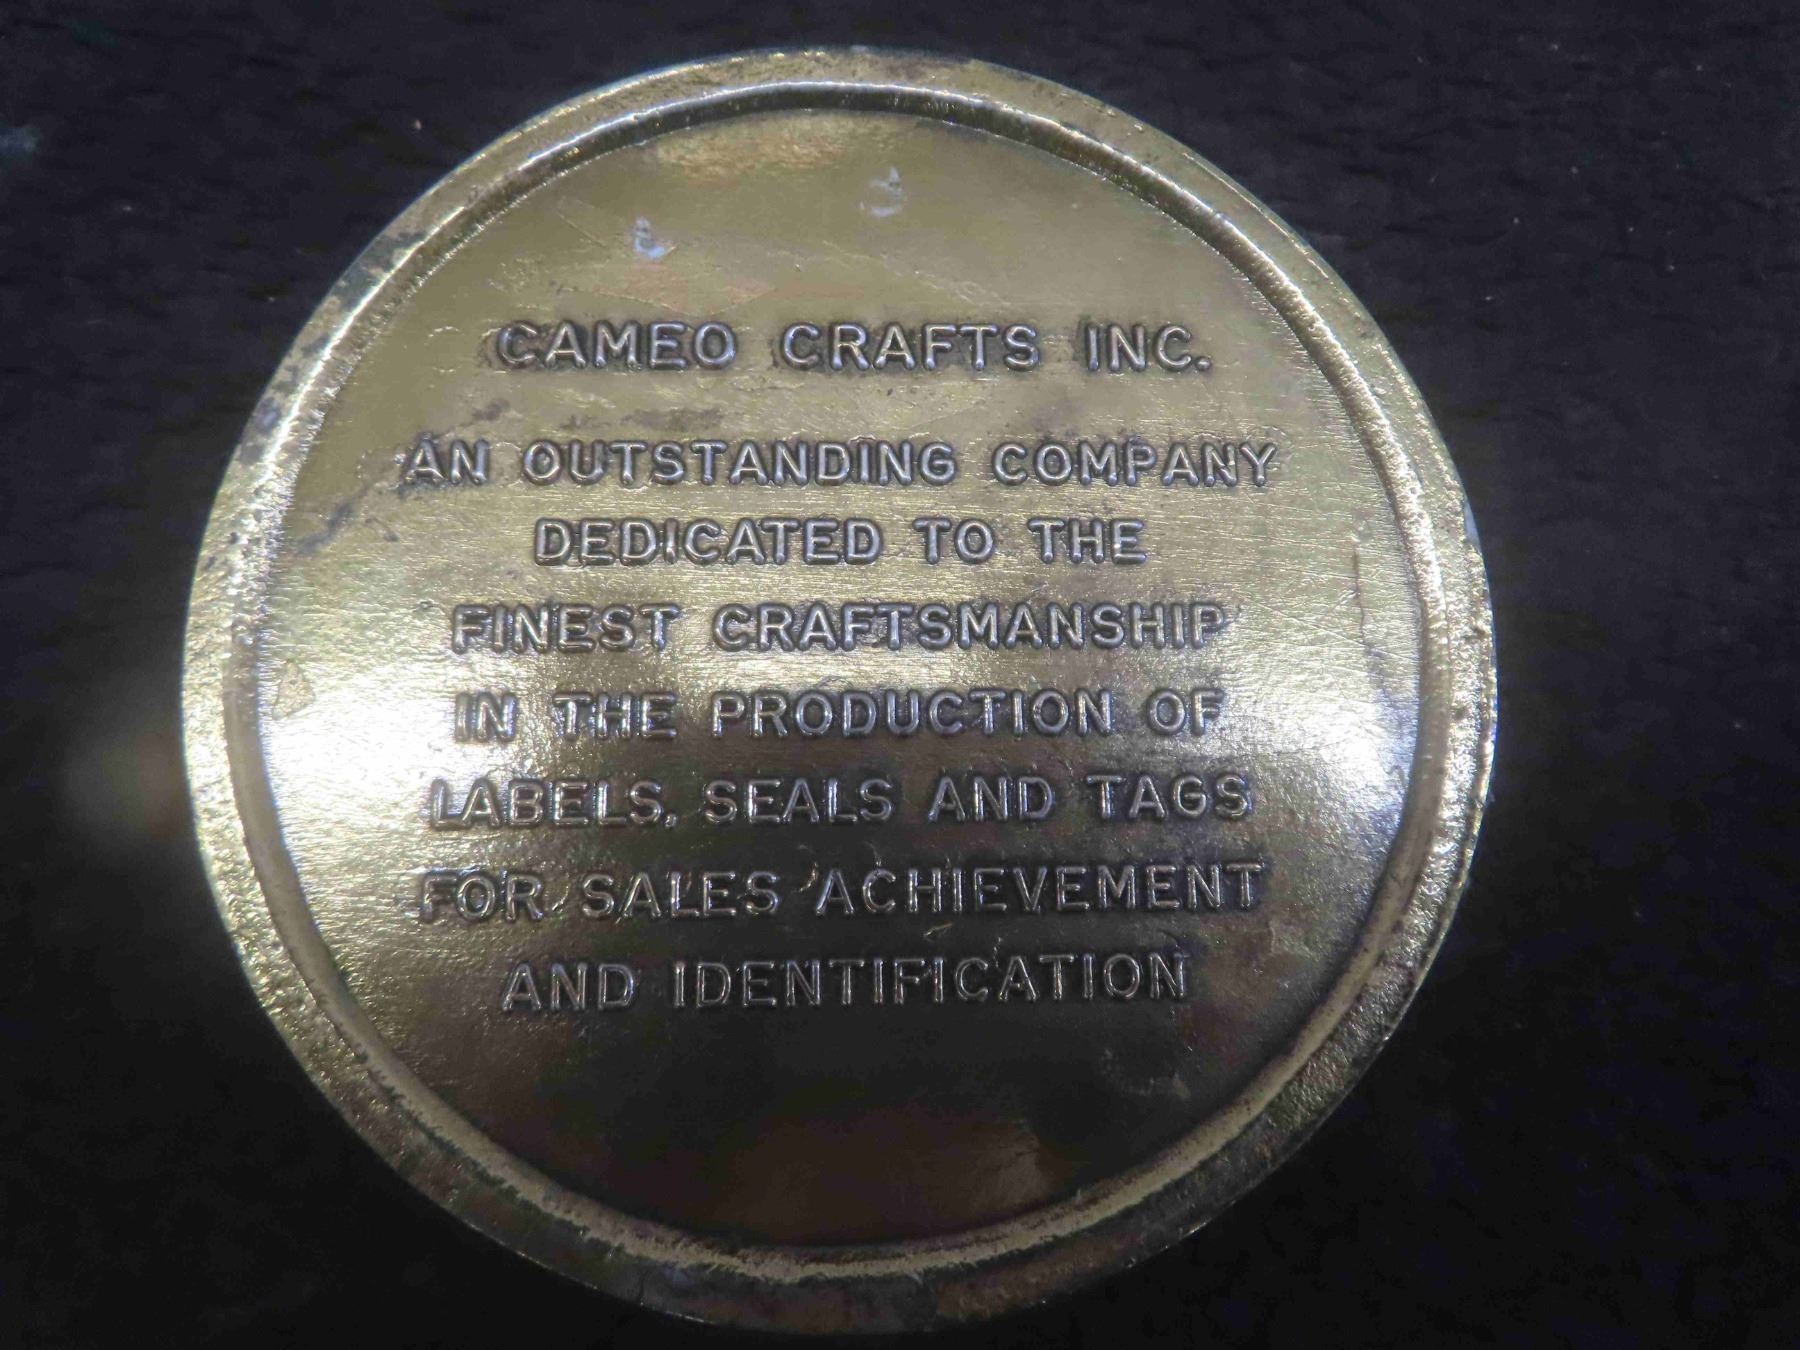 CAMEO CRAFTS INC.
AN OUTSTANDING COMPANY
DEDICATED TO THE
FINEST CRAFTSMANSHIP
IN THE PRODUCTION OF
LABELS, SEALS AND TAGS
FOR SALES ACHIEVEMENT
AND IDENTIFICATION